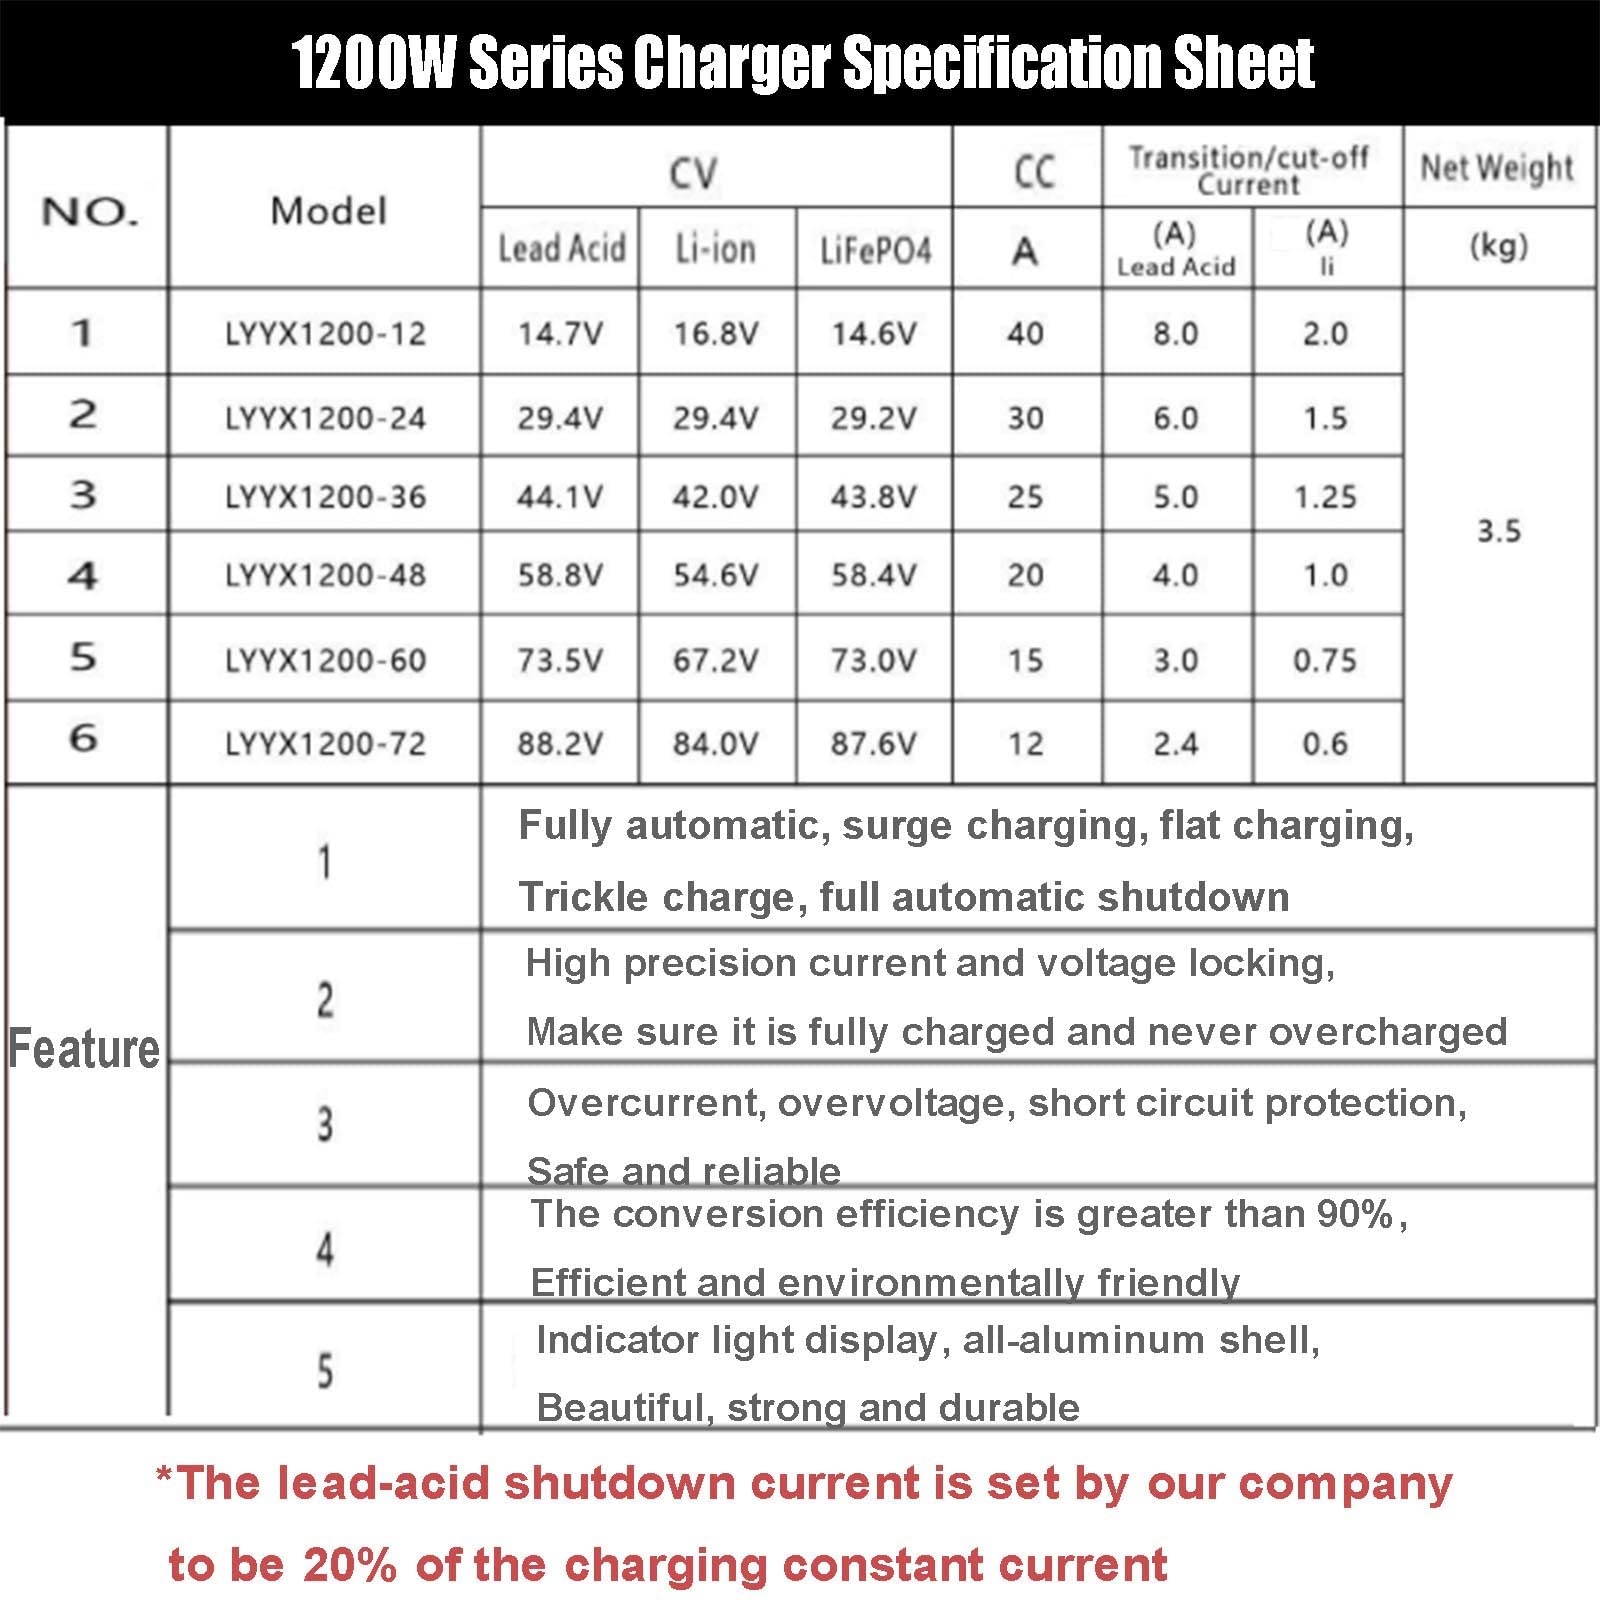 1200W Series Charger Specification Sheet
NO. Model CV CC Transition/cut-off Current Net Weight
Lead Acid Li-ion LiFePO4 A (A) Lead Acid (A) li (kg)
1 LYYX1200-12 14.7V 16.8V 14.6V 40 8.0 2.0
2 LYYX1200-24 29.4V 29.4V 29.2V 30 6.0 1.5
3 LYYX1200-36 44.1V 42.0V 43.8V 25 5.0 1.25
3.5
4 LYYX1200-48 58.8V 54.6V 58.4V 20 4.0 1.0
5 LYYX1200-60 73.5V 67.2V 73.0V 15 3.0 0.75
6 LYYX1200-72 88.2V 84.0V 87.6V 12 2.4 0.6
Feature
1
Fully automatic, surge charging, flat charging,
Trickle charge, full automatic shutdown
2
High precision current and voltage locking,
Make sure it is fully charged and never overcharged
3
Overcurrent, overvoltage, short circuit protection,
Safe and reliable
4
The conversion efficiency is greater than 90%,
Efficient and environmentally friendly
5
Indicator light display, all-aluminum shell,
Beautiful, strong and durable
*The lead-acid shutdown current is set by our company
to be 20% of the charging constant current